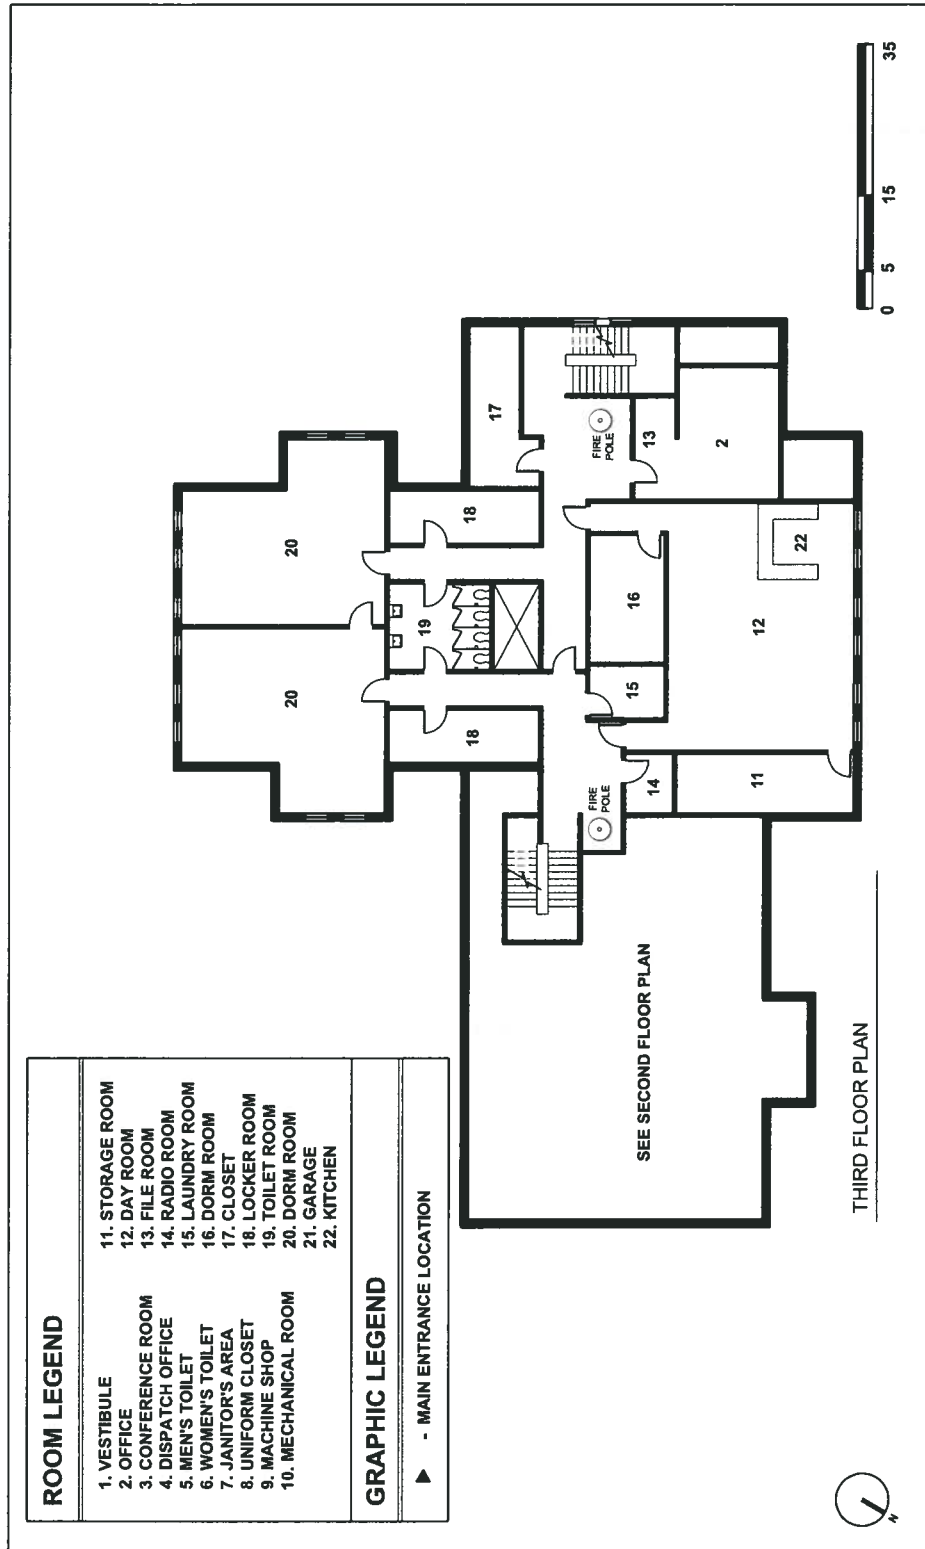 ROOM LEGEND
1. VESTIBULE
2. OFFICE
3. CONFERENCE ROOM
4. DISPATCH OFFICE
5. MEN'S TOILET
6. WOMEN'S TOILET
7. JANITOR'S AREA
8. UNIFORM CLOSET
9. MACHINE SHOP
10. MECHANICAL ROOM
11. STORAGE ROOM
12. DAY ROOM
13. FILE ROOM
14. RADIO ROOM
15. LAUNDRY ROOM
16. DORM ROOM
17. CLOSET
18. LOCKER ROOM
19. TOILET ROOM
20. DORM ROOM
21. GARAGE
22. KITCHEN
GRAPHIC LEGEND
- MAIN ENTRANCE LOCATION
20
20
18
19
18
17
FIRE
POLE
13
2
16
15
22
12
14
11
FIRE
POLE
SEE SECOND FLOOR PLAN
THIRD FLOOR PLAN
N
0 5 15 35